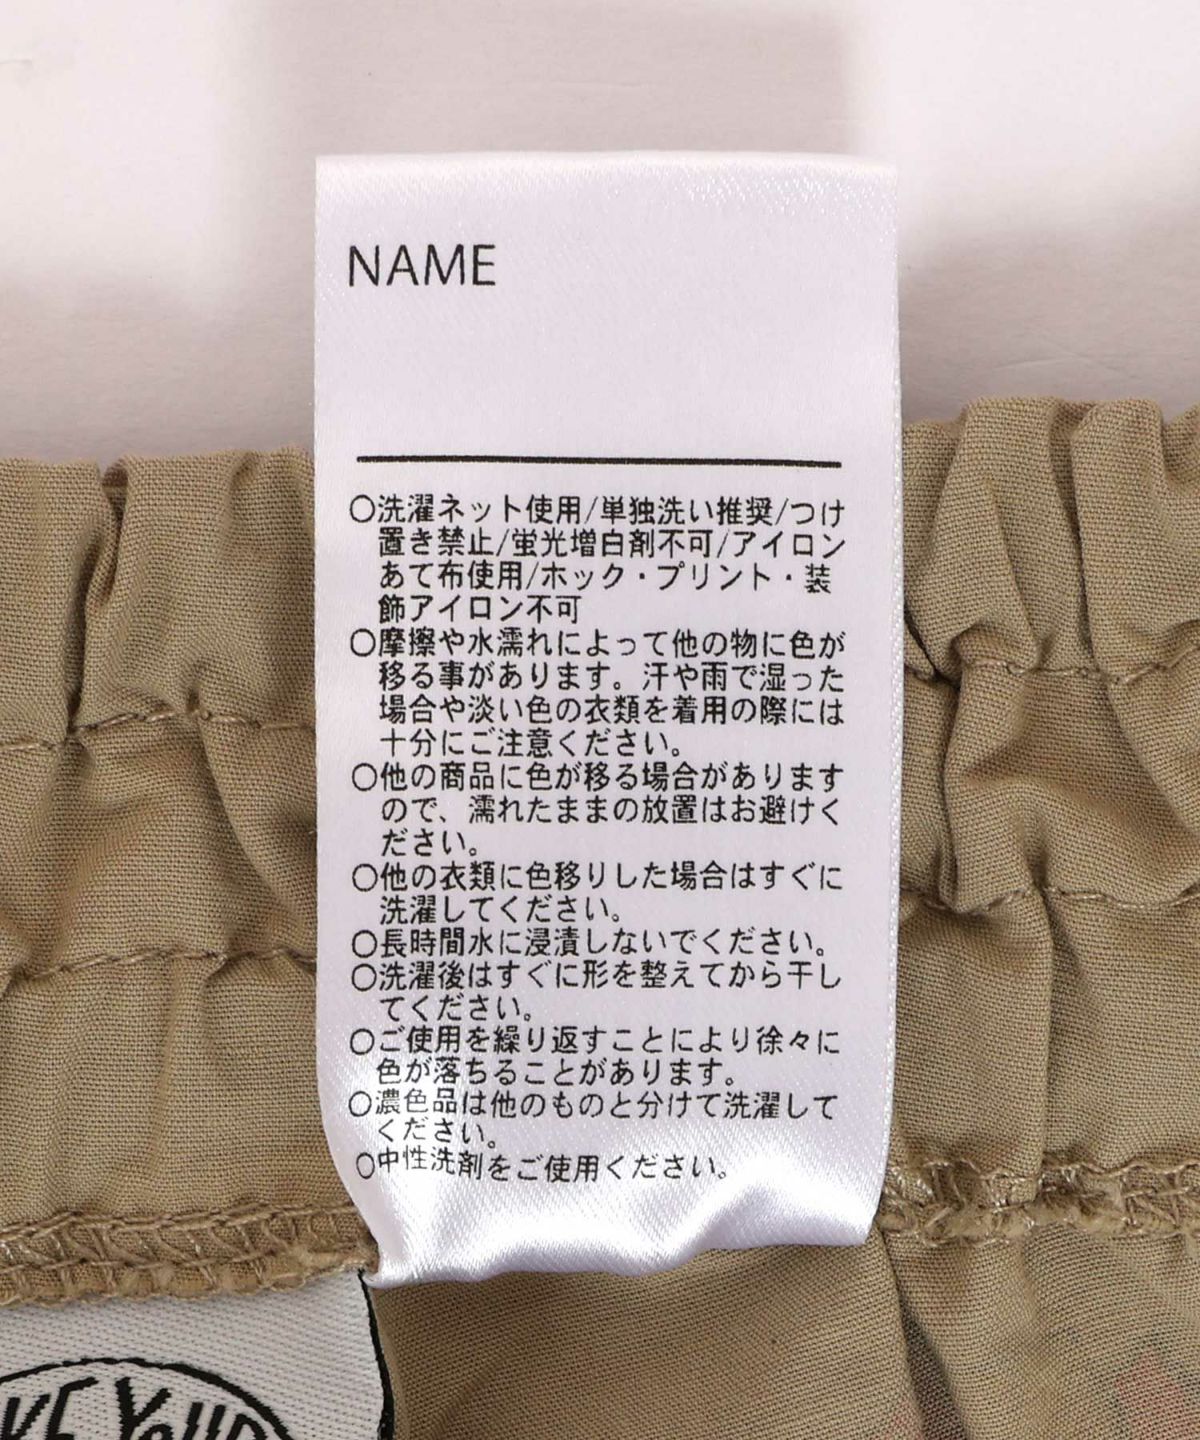 NAME
○洗濯ネット使用/単独洗い推奨/つけ
置き禁止/蛍光増白剤不可/アイロン
あて布使用/ホック・プリント・装
飾アイロン不可
○摩擦や水濡れによって他の物に色が
移る事があります。汗や雨で湿った
場合や淡い色の衣類を着用の際には
十分にご注意ください。
○他の商品に色が移る場合があります
ので、濡れたままの放置はお避けく
ださい。
○他の衣類に色移りした場合はすぐに
洗濯してください。
○長時間水に浸漬しないでください。
○洗濯後はすぐに形を整えてから干し
てください。
○ご使用を繰り返すことにより徐々に
色が落ちることがあります。
○濃色品は他のものと分けて洗濯して
ください。
○中性洗剤をご使用ください。